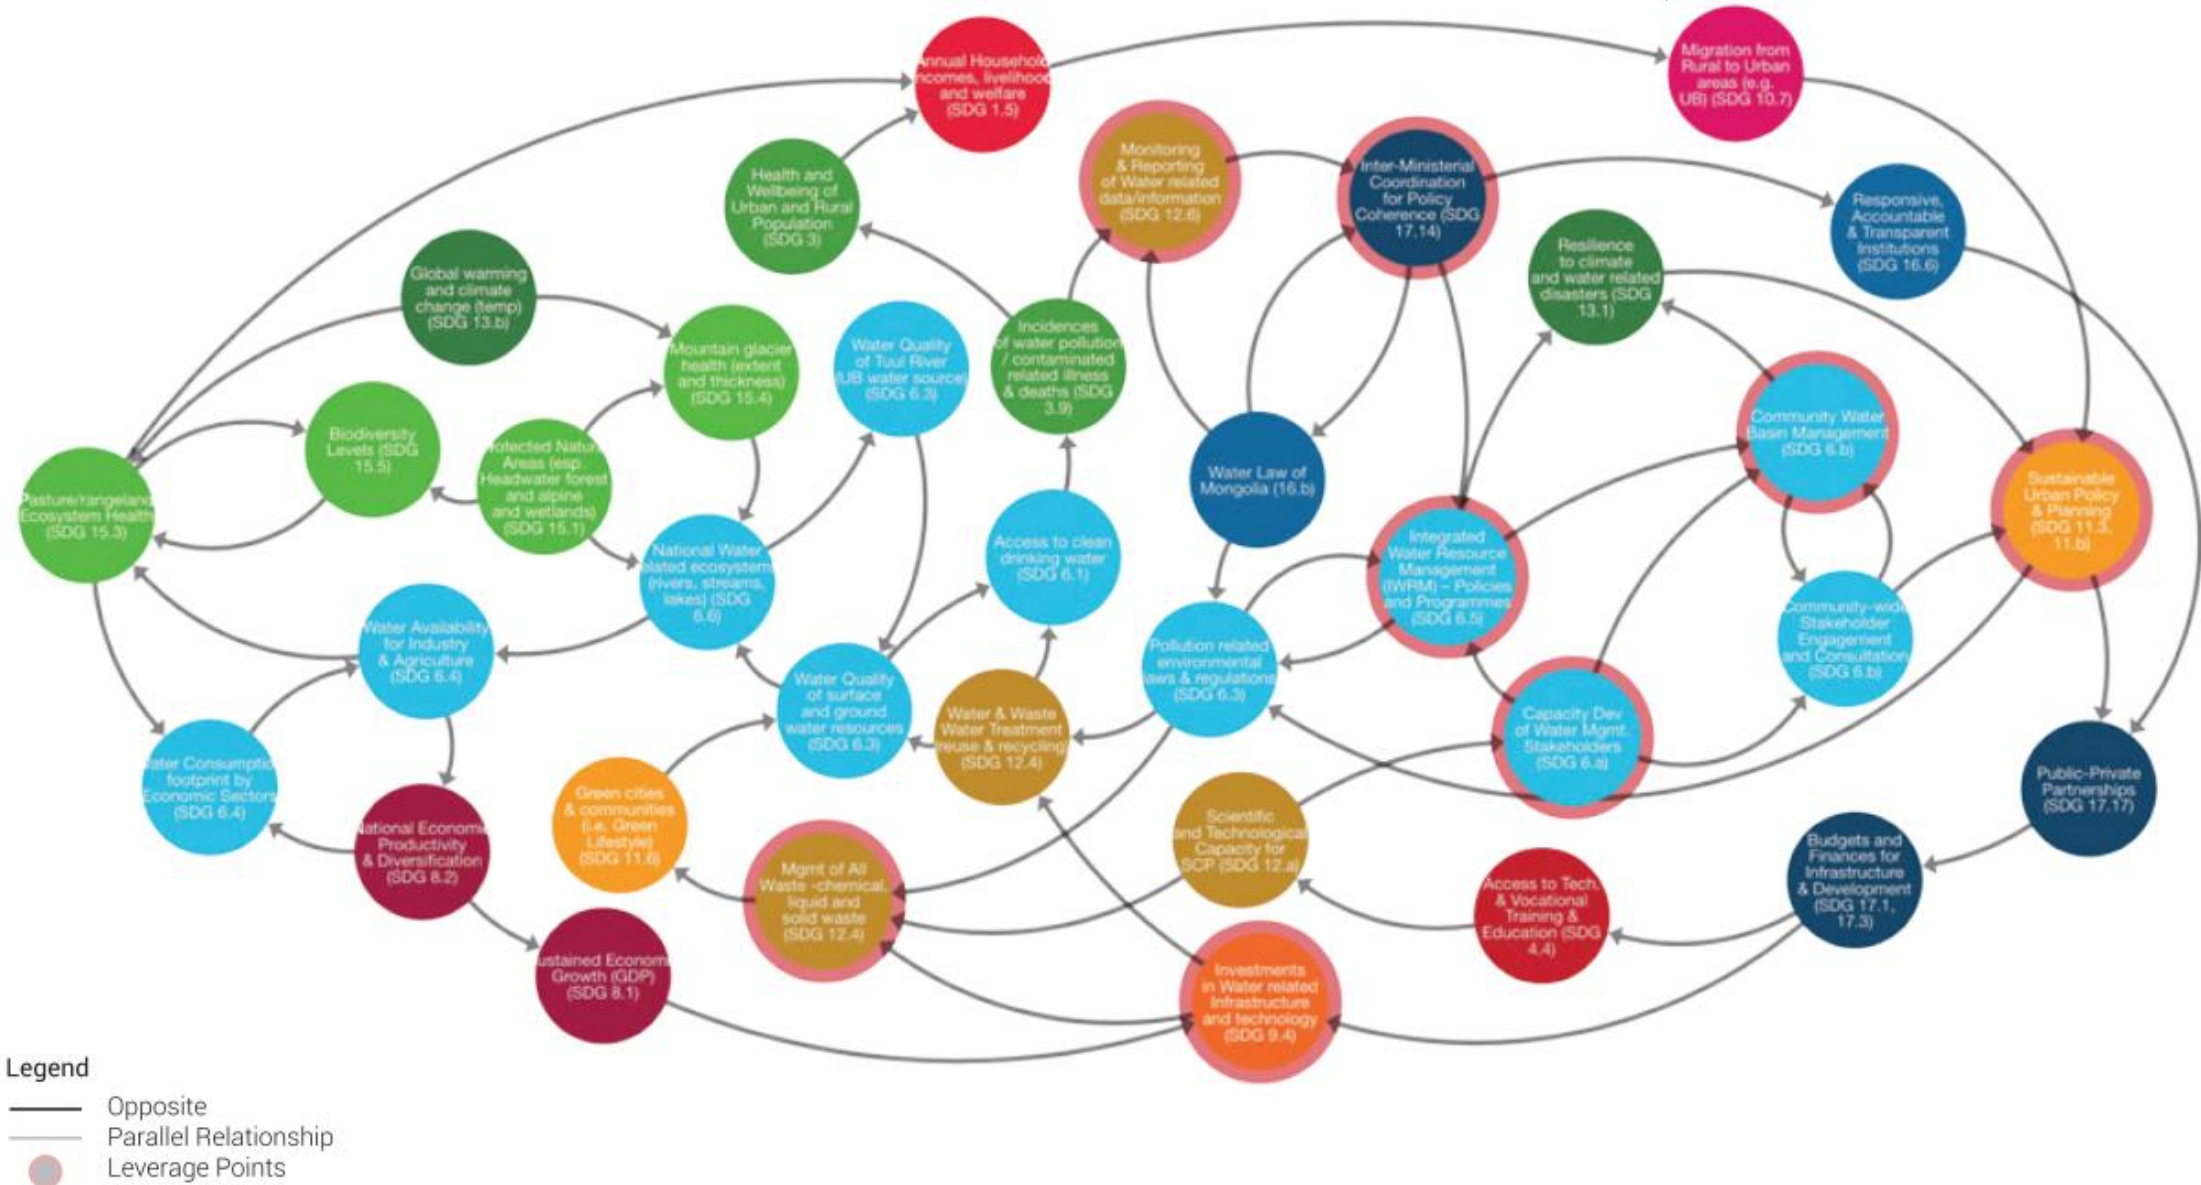 Annual Household
incomes, livelihood
and welfare
(SDG 1.5)
Migration from
Rural to Urban
areas (e.g.
UB) (SDG 10.7)
Monitoring
& Reporting
of Water related
data/information
(SDG 12.6)
Inter-Ministerial
Coordination
for Policy
Coherence (SDG
17.14)
Health and
Wellbeing of
Urban and Rural
Population
(SDG 3)
Responsive,
Accountable
& Transparent
Institutions
(SDG 16.6)
Resilience
to climate
and water related
disasters (SDG
13.1)
Global warming
and climate
change (temp)
(SDG 13.b)
Mountain glacier
health (extent
and thickness)
(SDG 15.4)
Water Quality
of Tuul River
(UB water source)
(SDG 6.3)
Incidences
of water pollution
/ contaminated
related illness
& deaths (SDG
3.9)
Community Water
Basin Management
(SDG 6.b)
Biodiversity
Levels (SDG
15.5)
Protected Natural
Areas (esp.
Headwater forest
and alpine
and wetlands)
(SDG 15.1)
Water Law of
Mongolia (16.b)
Pasture/rangeland
Ecosystem Health
(SDG 15.3)
Sustainable
Urban Policy
& Planning
(SDG 11.3,
11.b)
National Water
related ecosystem
(rivers, streams,
lakes) (SDG
6.6)
Access to clean
drinking water
(SDG 6.1)
Integrated
Water Resource
Management
(IWRM) – Policies
and Programmes
(SDG 6.5)
Water Availability
for Industry
& Agriculture
(SDG 6.4)
Community-wide
Stakeholder
Engagement
and Consultation
(SDG 6.b)
Pollution related
environmental
laws & regulations
(SDG 6.3)
Water Quality
of surface
and ground
water resources
(SDG 6.3)
Water & Waste
Water Treatment
(reuse & recycling)
(SDG 12.4)
Capacity Dev
of Water Mgmt.
Stakeholders
(SDG 6.a)
Water Consumption
footprint by
Economic Sectors
(SDG 6.4)
Public-Private
Partnerships
(SDG 17.17)
National Economic
Productivity
& Diversification
(SDG 8.2)
Green cities
& communities
(i.e. Green
Lifestyle)
(SDG 11.6)
Mgmt of All
Waste -chemical,
liquid and
solid waste
(SDG 12.4)
Scientific
and Technological
Capacity for
SCP (SDG 12.a)
Budgets and
Finances for
Infrastructure
& Development
(SDG 17.1,
17.3)
Access to Tech.
& Vocational
Training &
Education (SDG
4.4)
Sustained Economic
Growth (GDP)
(SDG 8.1)
Investments
in Water related
Infrastructure
and technology
(SDG 9.4)
Legend
Opposite
Parallel Relationship
Leverage Points